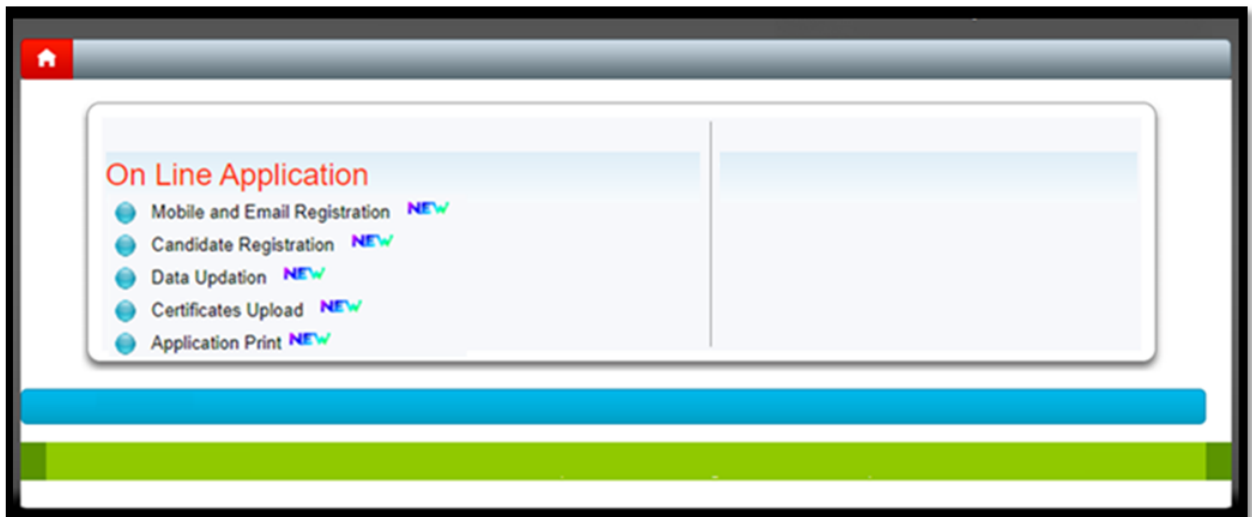 On Line Application
Mobile and Email Registration NEW
Candidate Registration NEW
Data Updation NEW
Certificates Upload NEW
Application Print NEW